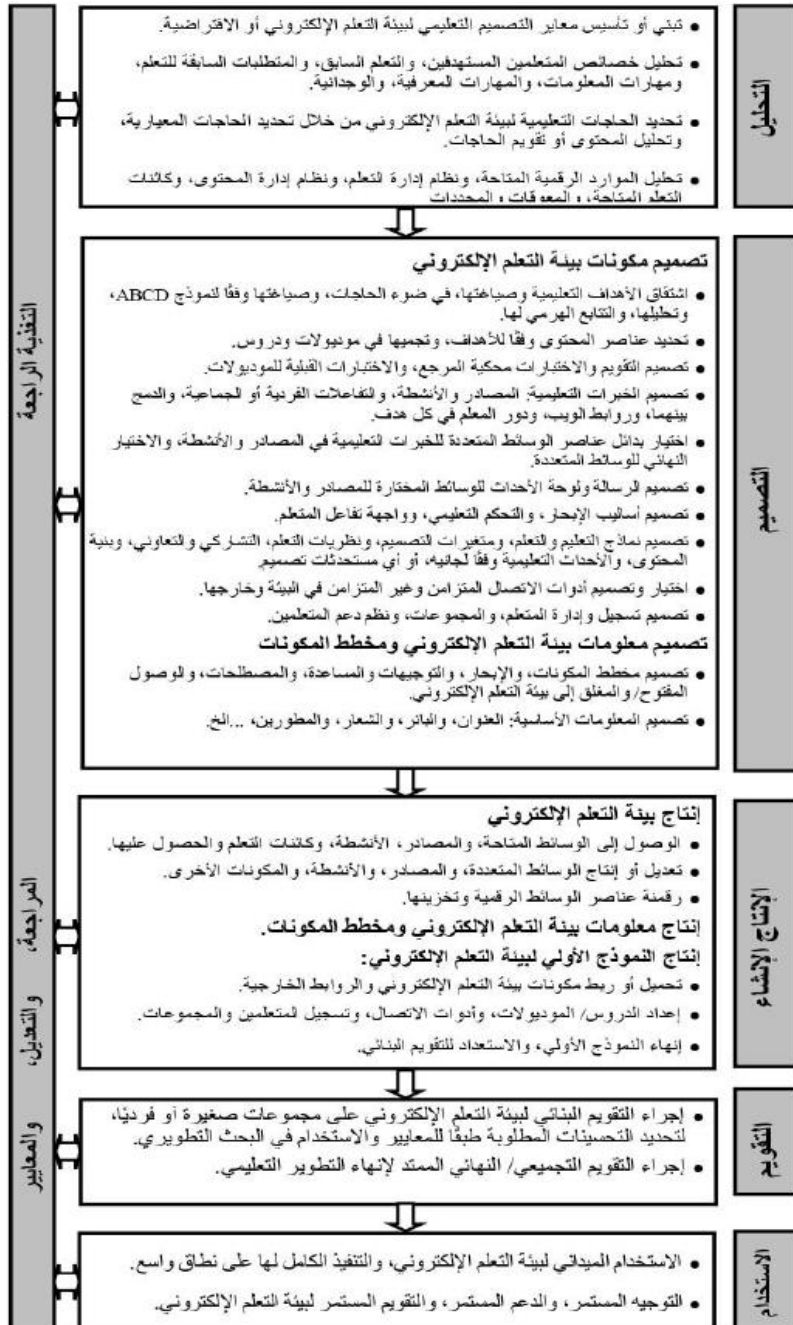 التحليل
• تبني أو تأسيس معايير التصميم التعليمي لبيئة التعلم الإلكتروني أو الافتراضية.
• تحليل خصائص المتعلمين المستهدفين، والتعلم السابق، والمتطلبات السابقة للتعلم،
ومهارات المعلومات، والمهارات المعرفية، والوجدانية.
• تحديد الحاجات التعليمية لبيئة التعلم الإلكتروني من خلال تحديد الحاجات المعيارية،
وتحليل المحتوى أو تقويم الحاجات.
• تحليل الموارد الرقمية المتاحة، ونظام إدارة التعلم، ونظام إدارة المحتوى، وكائنات
التعلم المتاحة، والمعوقات والمحددات
التصميم
تصميم مكونات بيئة التعلم الإلكتروني
• اشتقاق الأهداف التعليمية وصياغتها، في ضوء الحاجات، وصياغتها وفقًا لنموذج ABCD،
وتحليلها، والتتابع الهرمي لها.
• تحديد عناصر المحتوى وفقًا للأهداف، وتجميها في موديولات ودروس.
• تصميم التقويم والاختبارات محكية المرجع، والاختبارات القبلية للموديولات.
• تصميم الخبرات التعليمية: المصادر والأنشطة، والتفاعلات الفردية أو الجماعية، والدمج
بينهما، وروابط الويب، ودور المعلم في كل هدف.
• اختيار بدائل عناصر الوسائط المتعددة للخبرات التعليمية في المصادر والأنشطة، والاختيار
النهائي للوسائط المتعددة.
• تصميم الرسالة ولوحة الأحداث للوسائط المختارة للمصادر والأنشطة.
• تصميم أساليب الإبحار، والتحكم التعليمي، وواجهة تفاعل المتعلم.
• تصميم نماذج التعليم والتعلم، ومتغيرات التصميم، ونظريات التعلم، التشاركي والتعاوني، وبنية
المحتوى، والأحداث التعليمية وفقًا لجانيه، أو أي مستحدثات تصميم.
• اختيار وتصميم أدوات الاتصال المتزامن وغير المتزامن في البيئة وخارجها.
• تصميم تسجيل وإدارة المتعلم، والمجموعات، ونظم دعم المتعلمين.
تصميم معلومات بيئة التعلم الإلكتروني ومخطط المكونات
• تصميم مخطط المكونات، والإبحار، والتوجيهات والمساعدة، والمصطلحات، والوصول
المفتوح/ والمغلق إلى بيئة التعلم الإلكتروني.
• تصميم المعلومات الأساسية: العنوان، والبانر، والشعار، والمطورين، ...الخ.
الإنتاج الإنشاء
إنتاج بيئة التعلم الإلكتروني
• الوصول إلى الوسائط المتاحة، والمصادر، الأنشطة، وكائنات التعلم والحصول عليها.
• تعديل أو إنتاج الوسائط المتعددة، والمصادر، والأنشطة، والمكونات الأخرى.
• رقمنة عناصر الوسائط الرقمية وتخزينها.
إنتاج معلومات بيئة التعلم الإلكتروني ومخطط المكونات.
إنتاج النموذج الأولي لبيئة التعلم الإلكتروني:
• تحميل أو ربط مكونات بيئة التعلم الإلكتروني والروابط الخارجية.
• إعداد الدروس/ الموديولات، وأدوات الاتصال، وتسجيل المتعلمين والمجموعات.
• إنهاء النموذج الأولي، والاستعداد للتقويم البنائي.
التقويم
• إجراء التقويم البنائي لبيئة التعلم الإلكتروني على مجموعات صغيرة أو فرديًا،
لتحديد التحسينات المطلوبة طبقًا للمعايير والاستخدام في البحث التطويري.
• إجراء التقويم التجميعي/ النهائي الممتد لإنهاء التطوير التعليمي.
الاستخدام
• الاستخدام الميداني لبيئة التعلم الإلكتروني، والتنفيذ الكامل لها على نطاق واسع.
• التوجيه المستمر، والدعم المستمر، والتقويم المستمر لبيئة التعلم الإلكتروني.
التغذية الراجعة
المراجعة، والتعديل، والمعايير